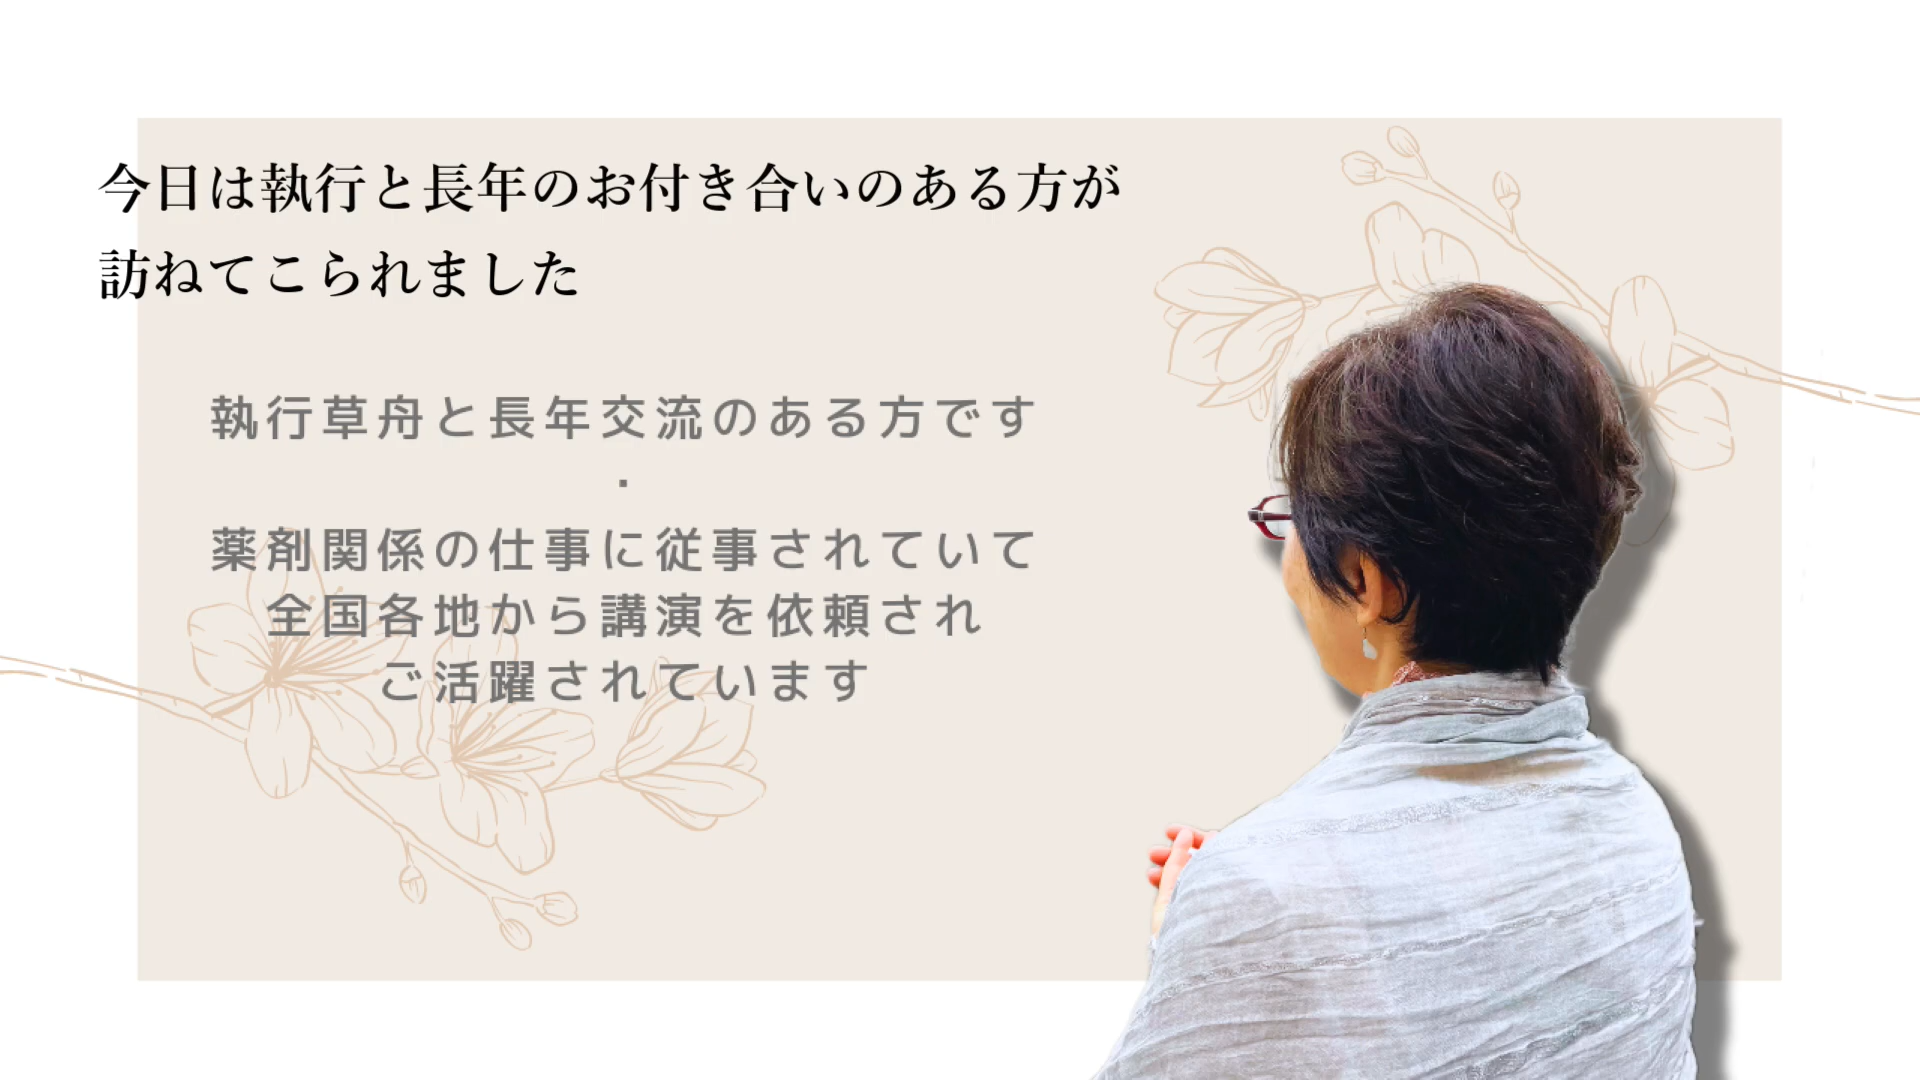 今日は執行と長年のお付き合いのある方が
訪ねてこられました
執行草舟と長年交流のある方です
.
薬剤関係の仕事に従事されていて
全国各地から講演を依頼され
ご活躍されています